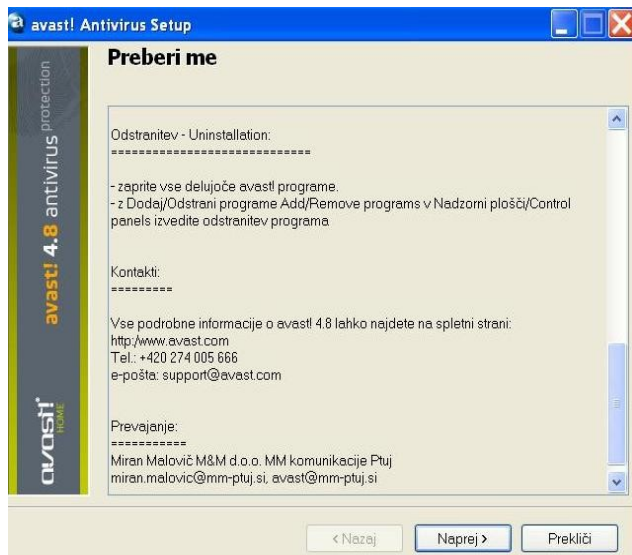 avast! Antivirus Setup
Preberi me
avast! 4.8 antivirus protection
avast!
HOME
Odstranitev - Uninstallation:
=============================
- zaprite vse delujoče avast! programe.
- z Dodaj/Odstrani programe Add/Remove programs v Nadzorni plošči/Control
panels izvedite odstranitev programa
Kontakti:
=========
Vse podrobne informacije o avast! 4.8 lahko najdete na spletni strani:
http:/www.avast.com
Tel.: +420 274 005 666
e-pošta: support@avast.com
Prevajanje:
===========
Miran Malovič M&M d.o.o. MM komunikacije Ptuj
miran.malovic@mm-ptuj.si, avast@mm-ptuj.si
< Nazaj
Naprej >
Prekliči